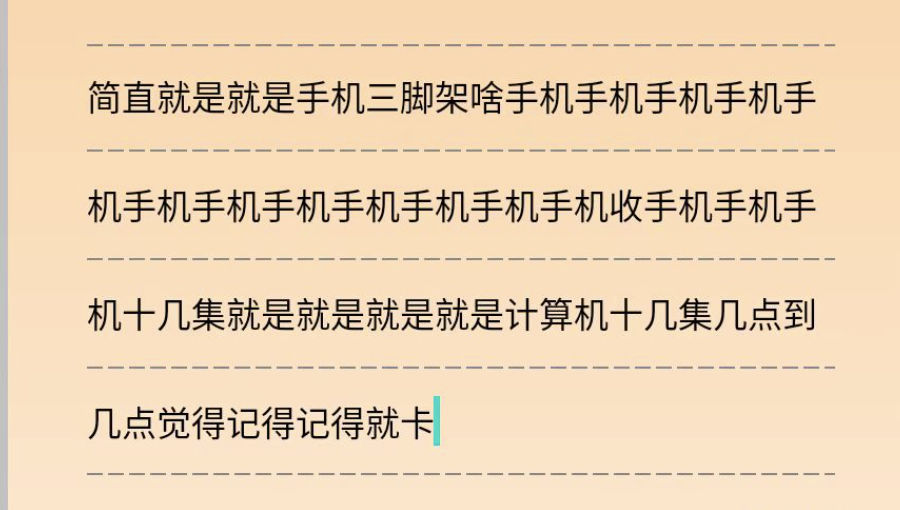 简直就是就是手机三脚架啥手机手机手机手机手
机手机手机手机手机手机手机手机收手机手机手
机十几集就是就是就是就是计算机十几集几点到
几点觉得记得记得就卡